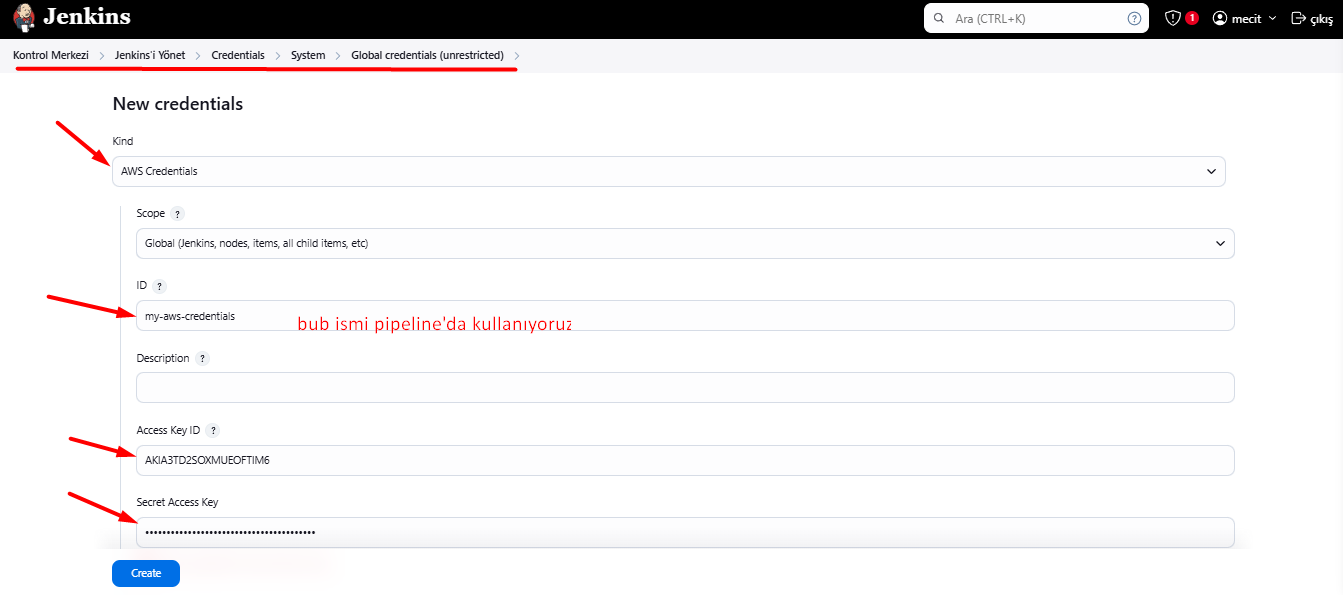 Jenkins
Ara (CTRL+K)
?
1
mecit
çıkış
Kontrol Merkezi > Jenkins'i Yönet > Credentials > System > Global credentials (unrestricted) >
New credentials
Kind
AWS Credentials
Scope ?
Global (Jenkins, nodes, items, all child items, etc)
ID ?
my-aws-credentials
bub ismi pipeline'da kullanıyoruz
Description ?
Access Key ID ?
AKIA3TD2SOXMUEOFTIM6
Secret Access Key
••••••••••••••••••••••••••••••••••••••••
Create